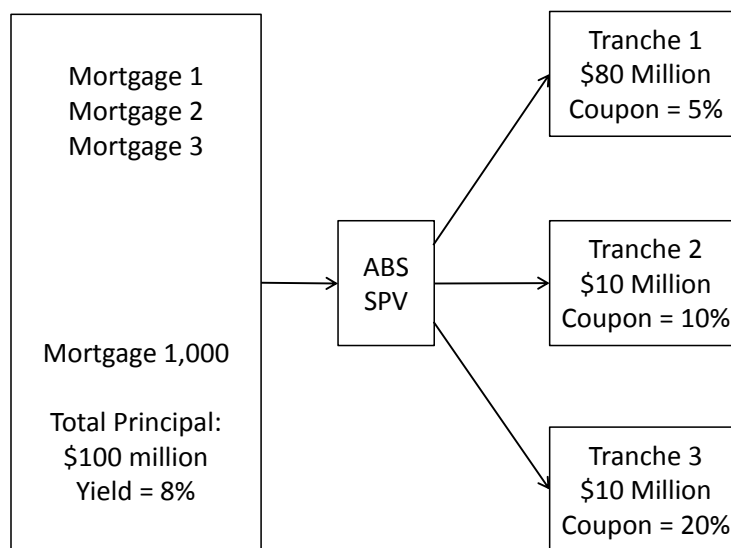 Mortgage 1
Mortgage 2
Mortgage 3
Mortgage 1,000
Total Principal:
$100 million
Yield = 8%
ABS
SPV
Tranche 1
$80 Million
Coupon = 5%
Tranche 2
$10 Million
Coupon = 10%
Tranche 3
$10 Million
Coupon = 20%